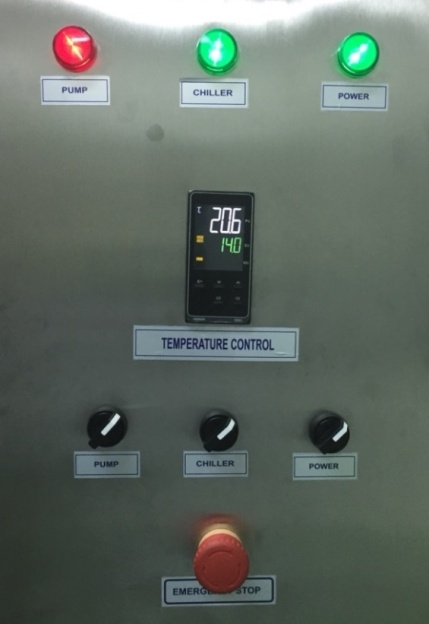 PUMP
CHILLER
POWER
°C
20.6
14.0
TEMPERATURE CONTROL
PUMP
CHILLER
POWER
STOP